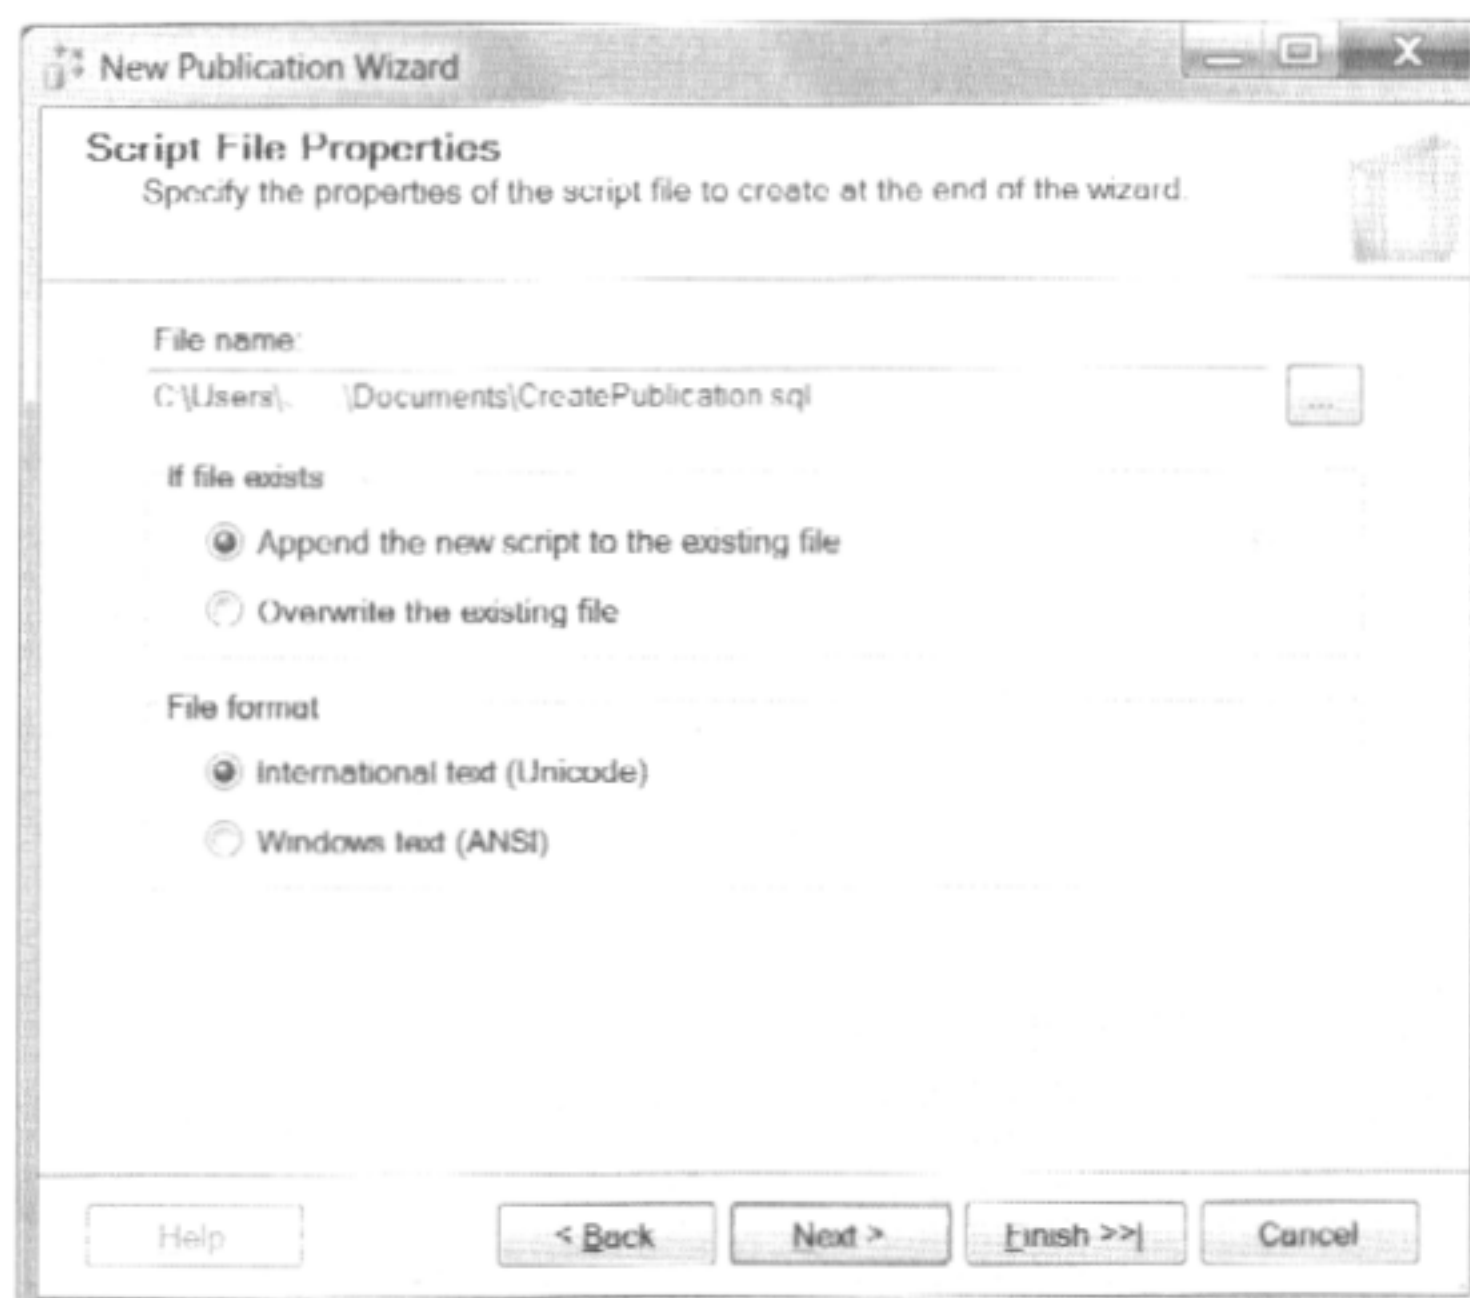 New Publication Wizard
Script File Properties
Specify the properties of the script file to create at the end of the wizard.
File name:
C:\Users\. \Documents\CreatePublication.sql
...
If file exists
Append the new script to the existing file
Overwrite the existing file
File format
International text (Unicode)
Windows text (ANSI)
Help
< Back
Next >
Finish >>|
Cancel